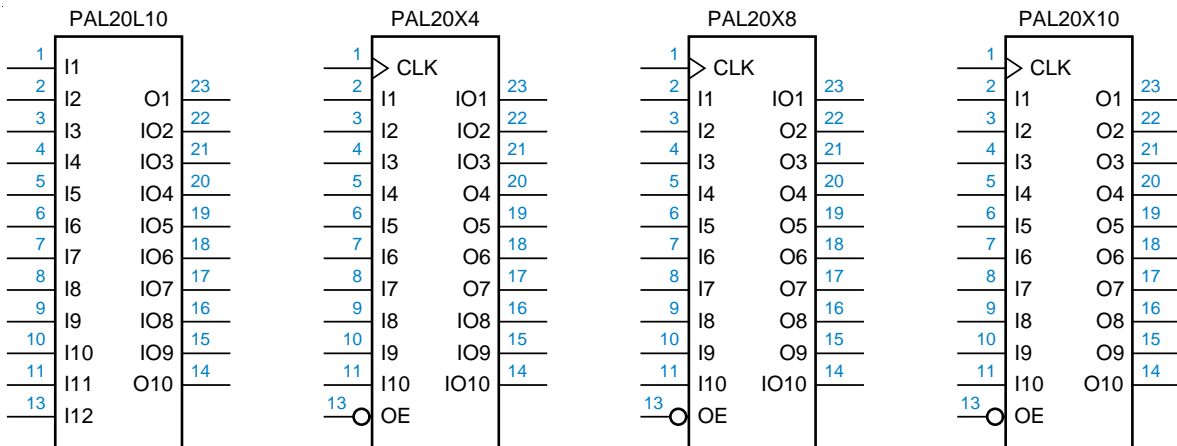 PAL20L10 PAL20X4 PAL20X8 PAL20X10
1 I1 1 CLK 1 CLK 1 CLK
2 I2 O1 23 2 I1 IO1 23 2 I1 IO1 23 2 I1 O1 23
3 I3 IO2 22 3 I2 IO2 22 3 I2 O2 22 3 I2 O2 22
4 I4 IO3 21 4 I3 IO3 21 4 I3 O3 21 4 I3 O3 21
5 I5 IO4 20 5 I4 O4 20 5 I4 O4 20 5 I4 O4 20
6 I6 IO5 19 6 I5 O5 19 6 I5 O5 19 6 I5 O5 19
7 I7 IO6 18 7 I6 O6 18 7 I6 O6 18 7 I6 O6 18
8 I8 IO7 17 8 I7 O7 17 8 I7 O7 17 8 I7 O7 17
9 I9 IO8 16 9 I8 IO8 16 9 I8 O8 16 9 I8 O8 16
10 I10 IO9 15 10 I9 IO9 15 10 I9 O9 15 10 I9 O9 15
11 I11 O10 14 11 I10 IO10 14 11 I10 IO10 14 11 I10 O10 14
13 I12 13 OE 13 OE 13 OE